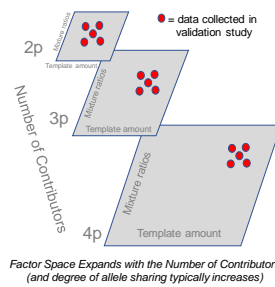 = data collected in
validation study
2p
Mixture ratios
Template amount
3p
Mixture ratios
Template amount
4p
Mixture ratios
Template amount
Number of Contributors
Factor Space Expands with the Number of Contributor
(and degree of allele sharing typically increases)